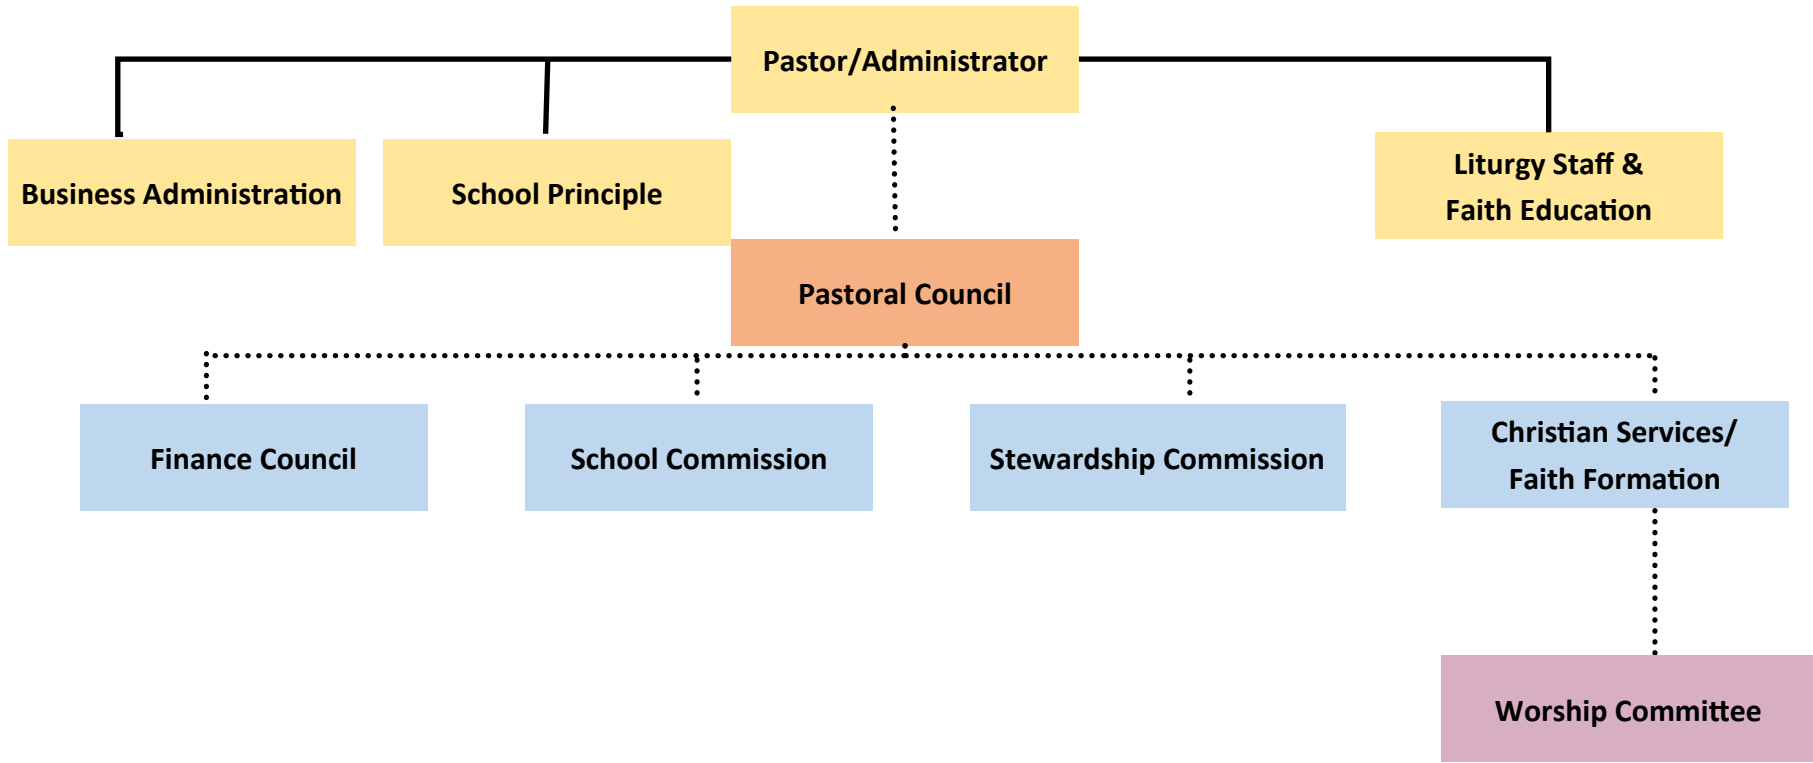 Pastor/Administrator
Business Administration
School Principle
Liturgy Staff &
Faith Education
Pastoral Council
Finance Council
School Commission
Stewardship Commission
Christian Services/
Faith Formation
Worship Committee